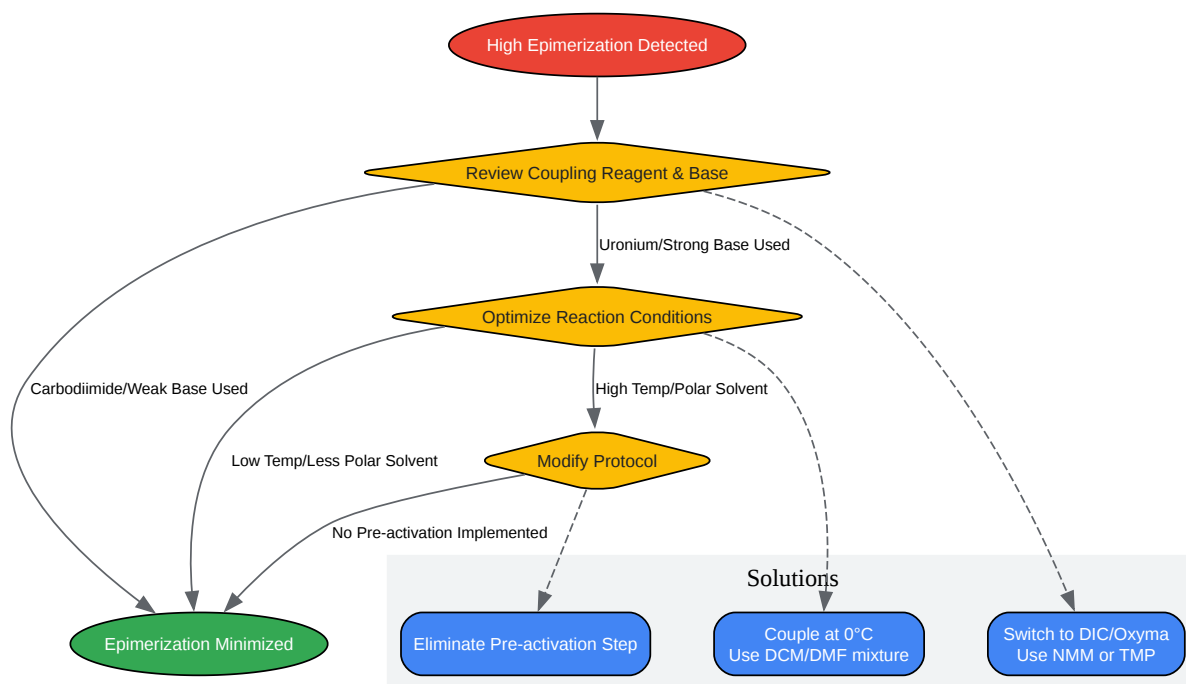 High Epimerization Detected
Review Coupling Reagent & Base
Uronium/Strong Base Used
Optimize Reaction Conditions
Carbodiimide/Weak Base Used
High Temp/Polar Solvent
Low Temp/Less Polar Solvent
Modify Protocol
No Pre-activation Implemented
Solutions
Epimerization Minimized
Eliminate Pre-activation Step
Couple at 0°C
Use DCM/DMF mixture
Switch to DIC/Oxyma
Use NMM or TMP